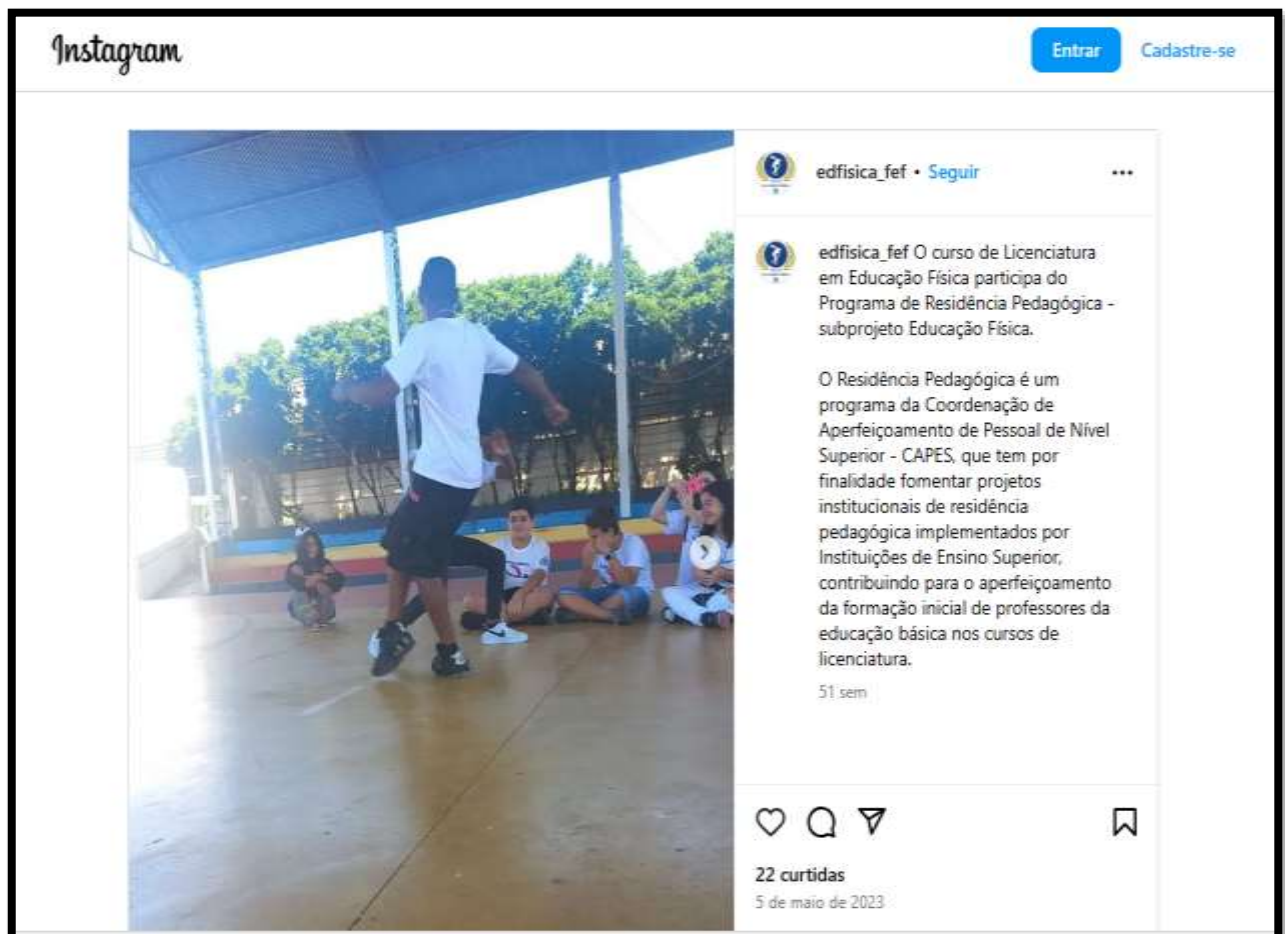 Instagram
Entrar
Cadastre-se
edfisica_fef • Seguir
edfisica_fef O curso de Licenciatura
em Educação Física participa do
Programa de Residência Pedagógica -
subprojeto Educação Física.
O Residência Pedagógica é um
programa da Coordenação de
Aperfeiçoamento de Pessoal de Nível
Superior - CAPES, que tem por
finalidade fomentar projetos
institucionais de residência
pedagógica implementados por
Instituições de Ensino Superior,
contribuindo para o aperfeiçoamento
da formação inicial de professores da
educação básica nos cursos de
licenciatura.
51 sem
22 curtidas
5 de maio de 2023